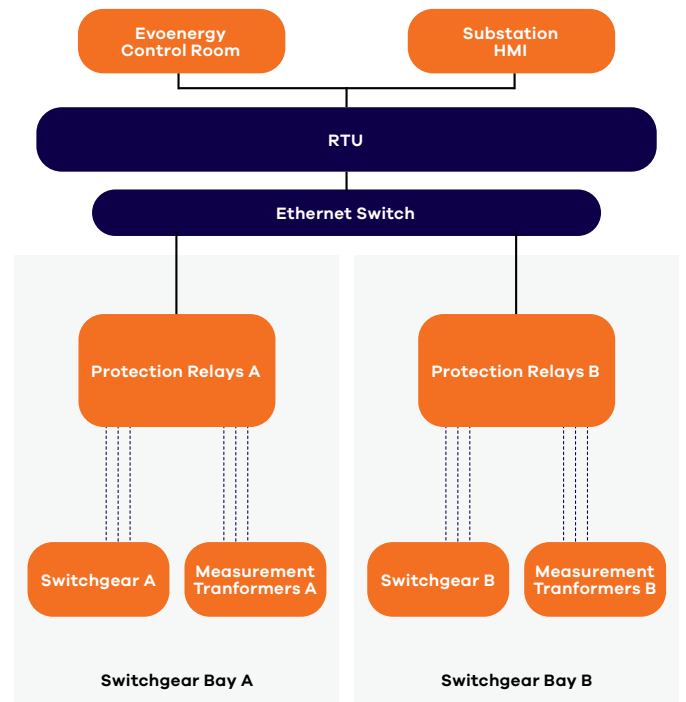 Evoenergy
Control Room
Substation
HMI
RTU
Ethernet Switch
Protection Relays A
Protection Relays B
Switchgear A
Measurement
Tranformers A
Switchgear B
Measurement
Tranformers B
Switchgear Bay A
Switchgear Bay B